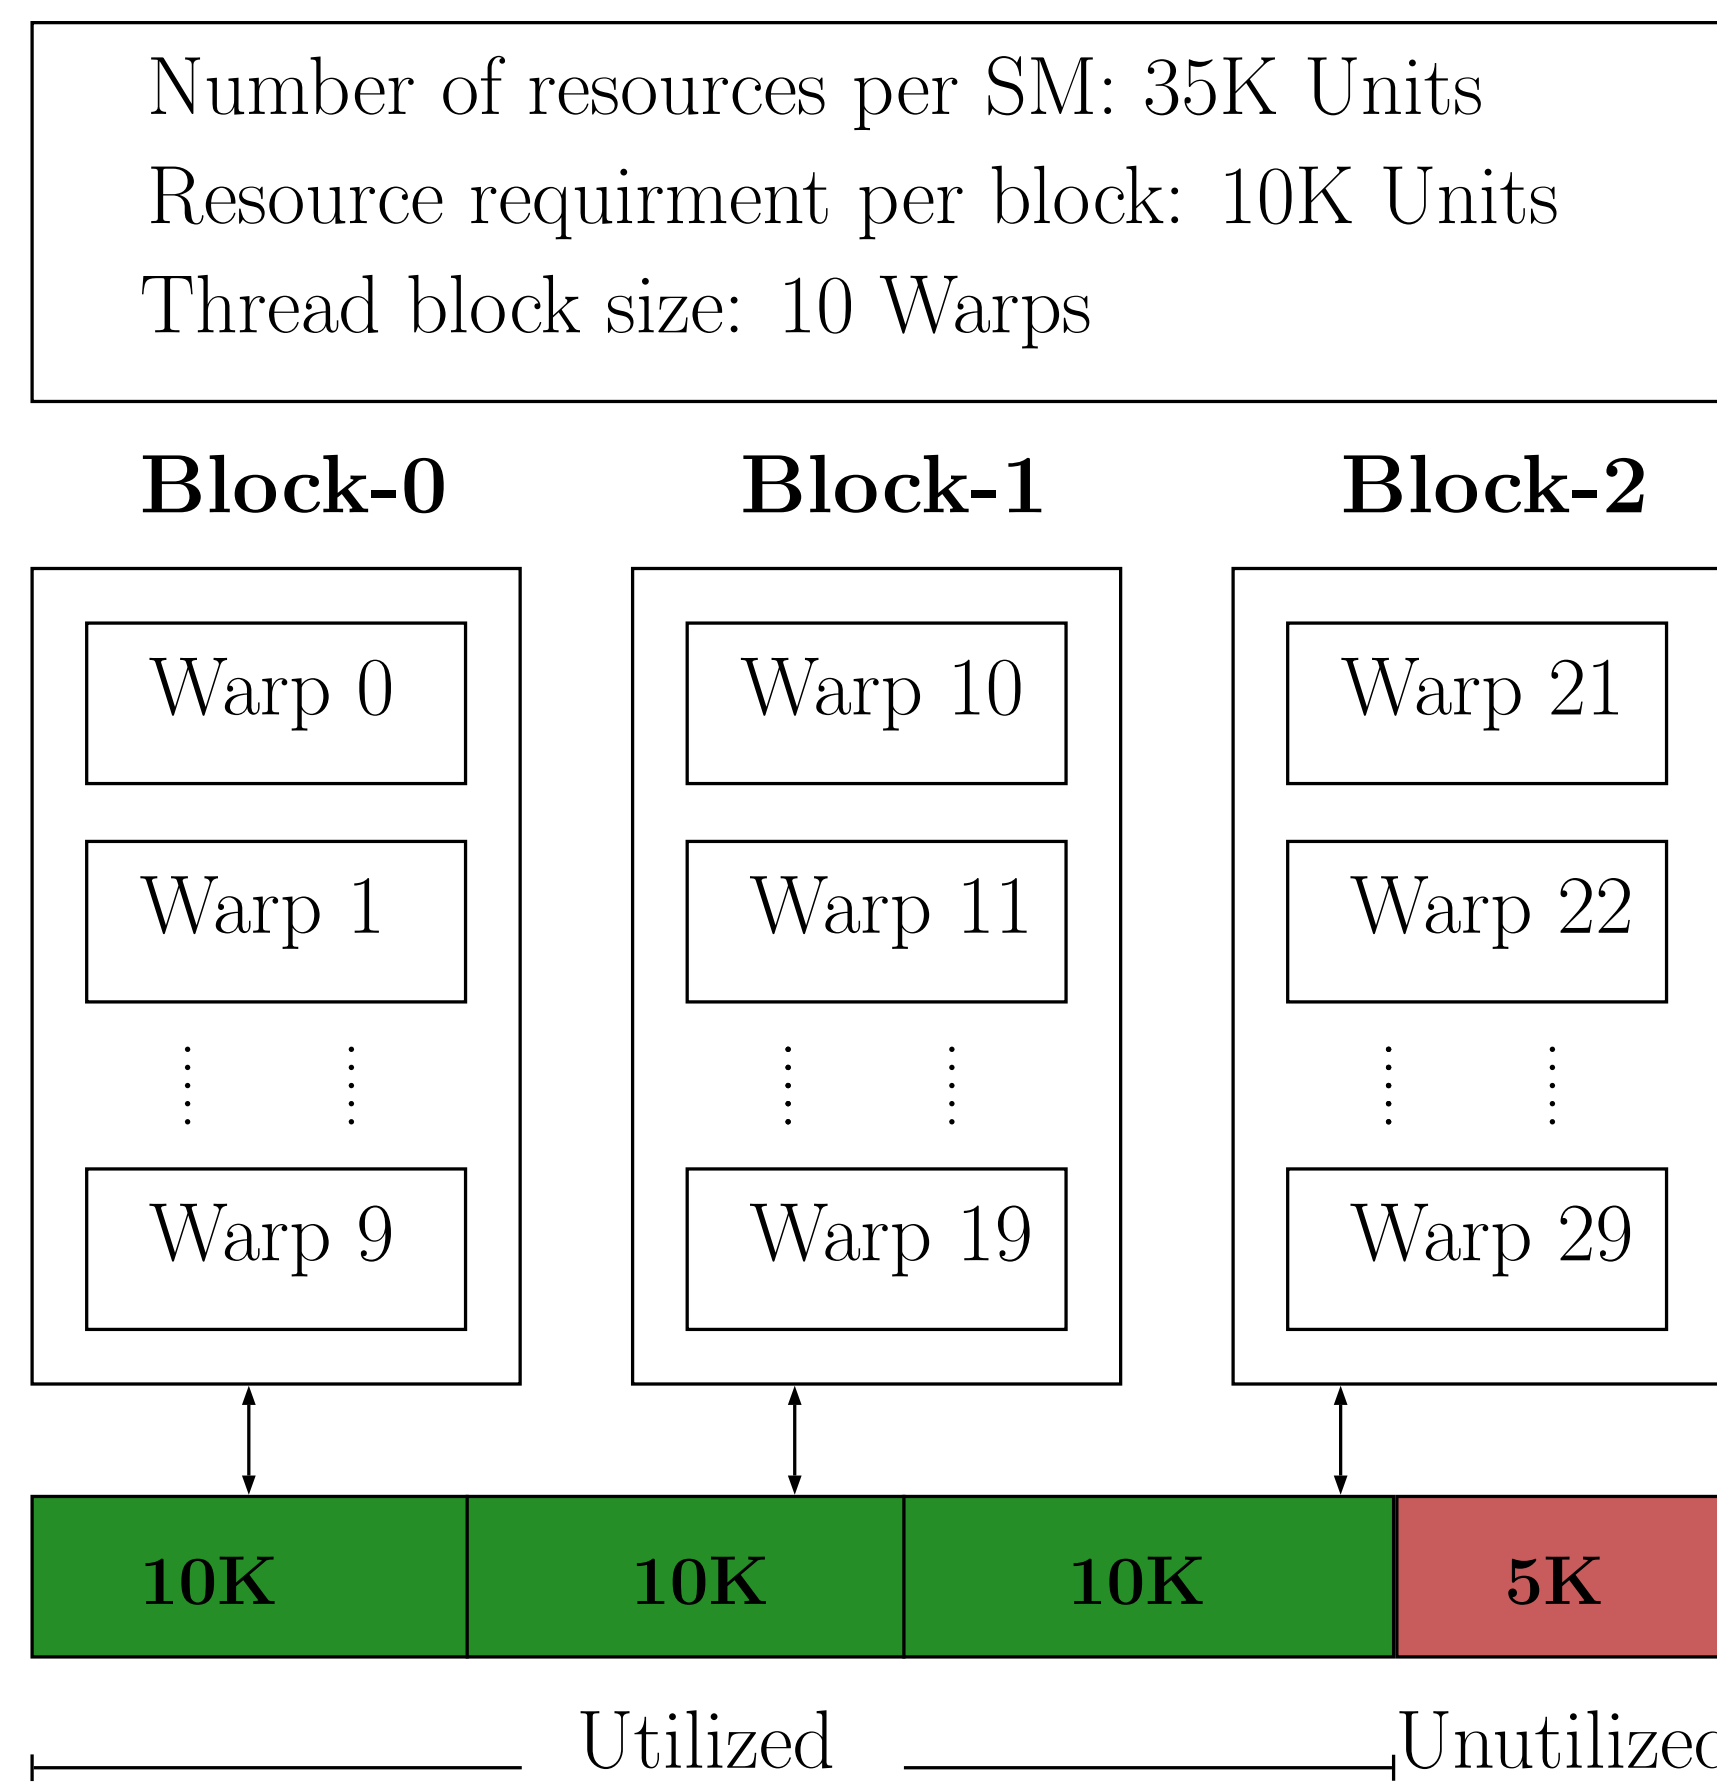 Number of resources per SM: 35K Units
Resource requirment per block: 10K Units
Thread block size: 10 Warps
Block-0 Block-1 Block-2
Warp 0 Warp 10 Warp 21
Warp 1 Warp 11 Warp 22
Warp 9 Warp 19 Warp 29
10K 10K 10K 5K
Utilized Unutilized